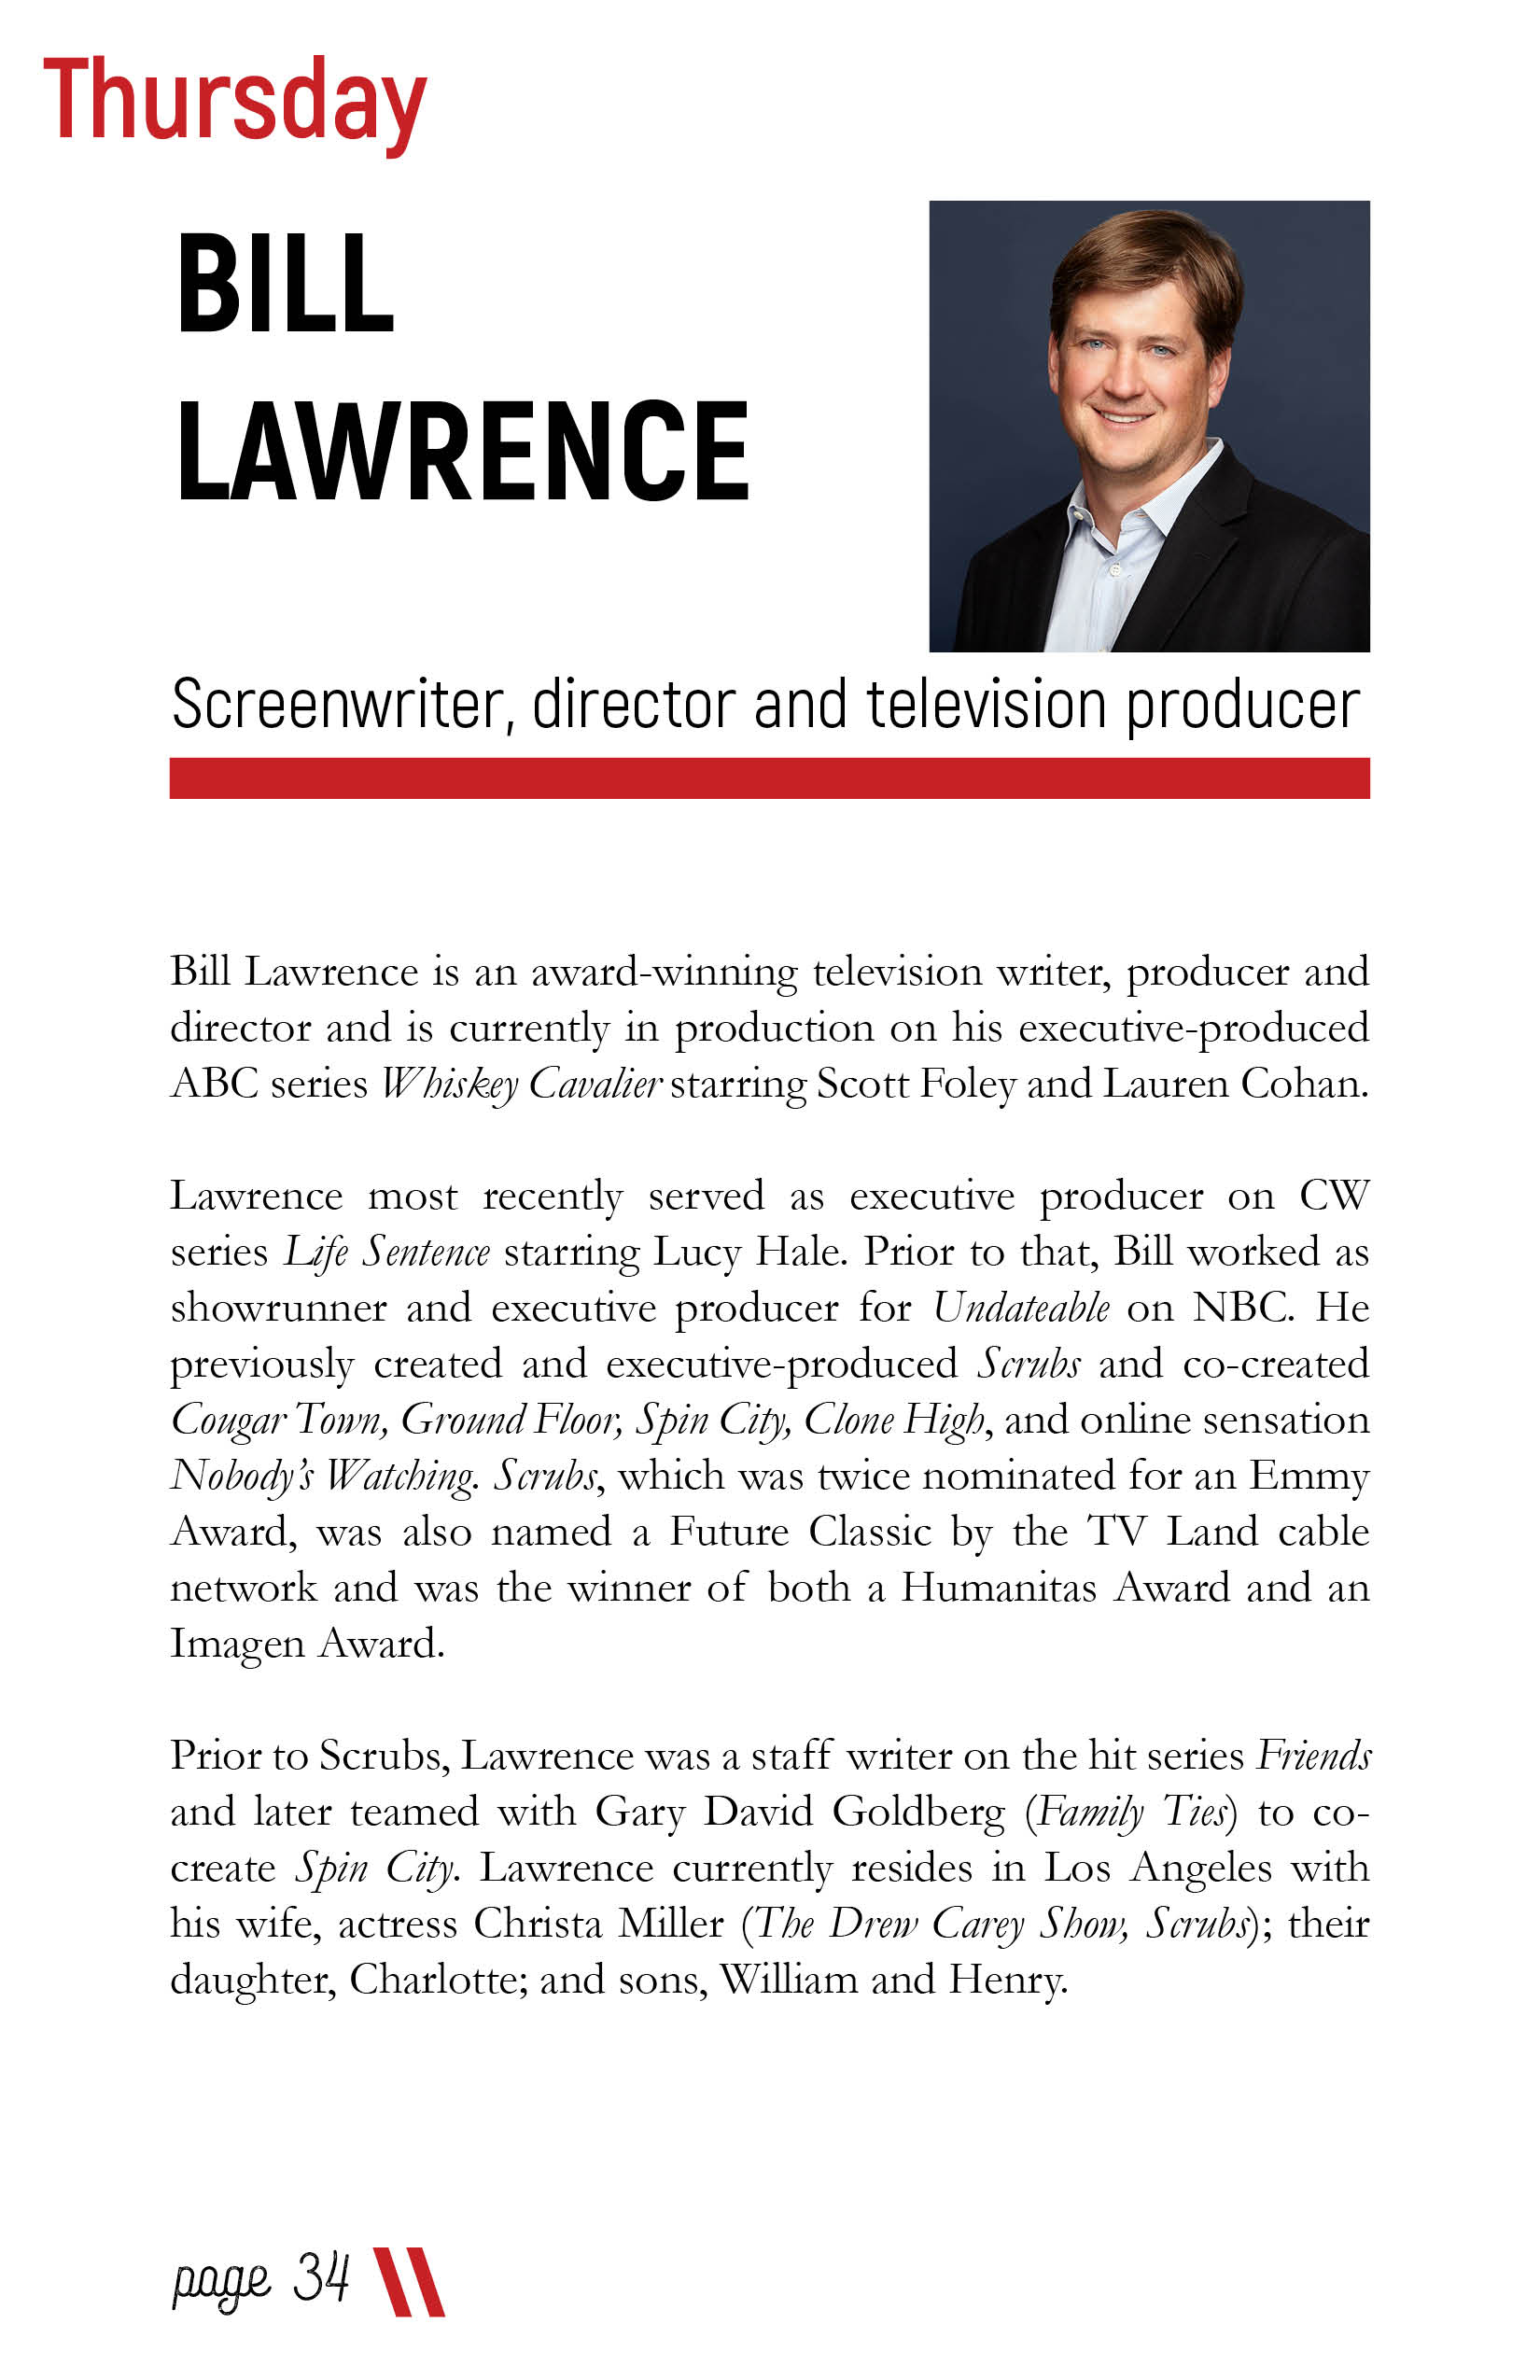 Thursday
BILL
LAWRENCE
Screenwriter, director and television producer
Bill Lawrence is an award-winning television writer, producer and
director and is currently in production on his executive-produced
ABC series Whiskey Cavalier starring Scott Foley and Lauren Cohan.
Lawrence most recently served as executive producer on CW
series Life Sentence starring Lucy Hale. Prior to that, Bill worked as
showrunner and executive producer for Undateable on NBC. He
previously created and executive-produced Scrubs and co-created
Cougar Town, Ground Floor, Spin City, Clone High, and online sensation
Nobody’s Watching. Scrubs, which was twice nominated for an Emmy
Award, was also named a Future Classic by the TV Land cable
network and was the winner of both a Humanitas Award and an
Imagen Award.
Prior to Scrubs, Lawrence was a staff writer on the hit series Friends
and later teamed with Gary David Goldberg (Family Ties) to co-
create Spin City. Lawrence currently resides in Los Angeles with
his wife, actress Christa Miller (The Drew Carey Show, Scrubs); their
daughter, Charlotte; and sons, William and Henry.
page 34